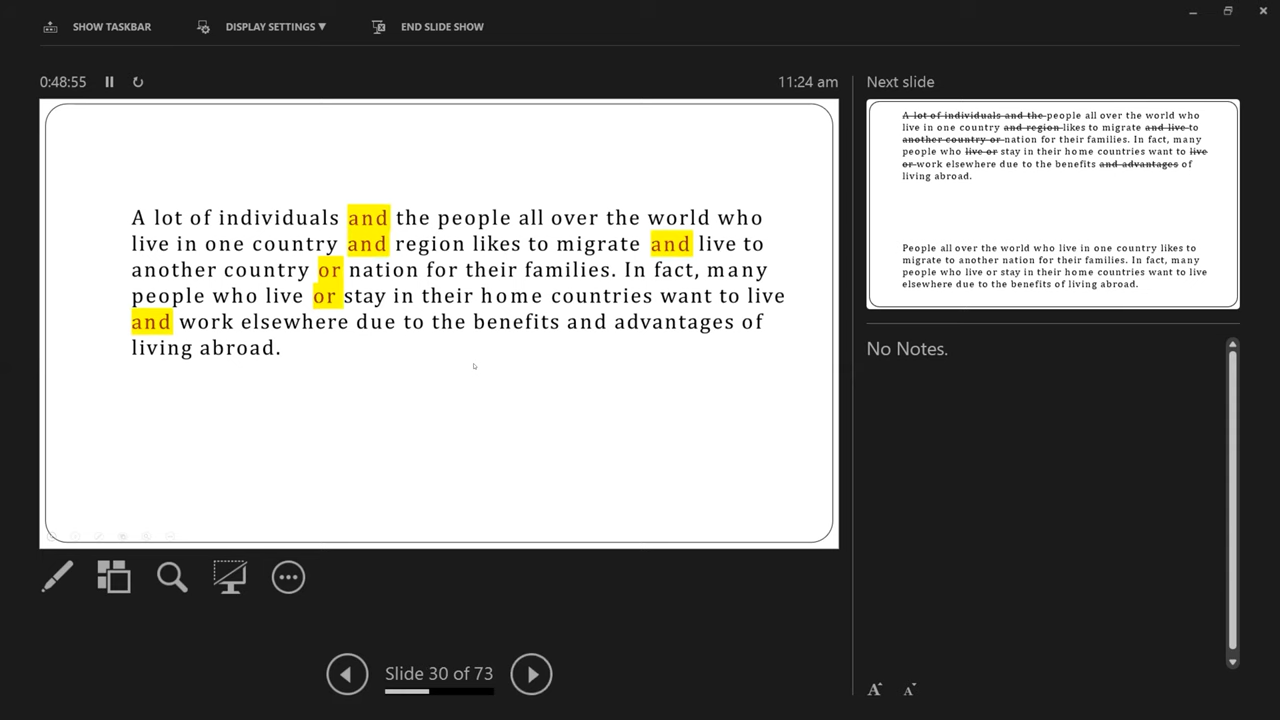 SHOW TASKBAR
DISPLAY SETTINGS ▼
END SLIDE SHOW
0:48:55
11:24 am
A lot of individuals and the people all over the world who
live in one country and region likes to migrate and live to
another country or nation for their families. In fact, many
people who live or stay in their home countries want to live
and work elsewhere due to the benefits and advantages of
living abroad.
Slide 30 of 73
Next slide
A lot of individuals and the people all over the world who
live in one country and region likes to migrate and live to
another country or nation for their families. In fact, many
people who live or stay in their home countries want to live
or work elsewhere due to the benefits and advantages of
living abroad.
People all over the world who live in one country likes to
migrate to another nation for their families. In fact, many
people who live or stay in their home countries want to live
elsewhere due to the benefits of living abroad.
No Notes.
A A